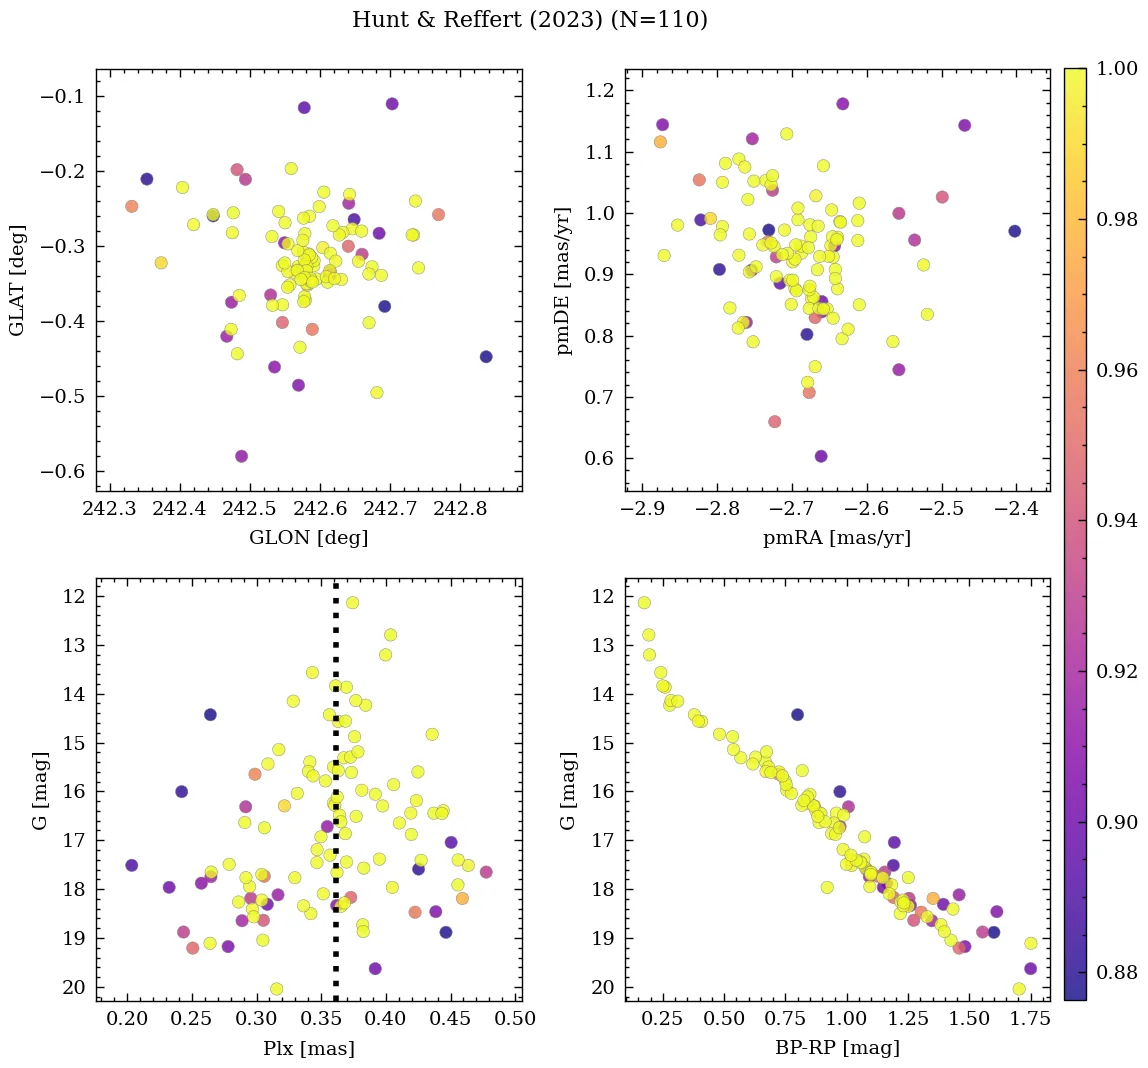 Hunt & Reffert (2023) (N=110)
−0.1
−0.2
−0.3
−0.4
−0.5
−0.6
GLAT [deg]
242.3 242.4 242.5 242.6 242.7 242.8
GLON [deg]
1.2
1.1
1.0
0.9
0.8
0.7
0.6
pmDE [mas/yr]
−2.9 −2.8 −2.7 −2.6 −2.5 −2.4
pmRA [mas/yr]
1.00
0.98
0.96
0.94
0.92
0.90
0.88
12
13
14
15
16
17
18
19
20
G [mag]
0.20 0.25 0.30 0.35 0.40 0.45 0.50
Plx [mas]
12
13
14
15
16
17
18
19
20
G [mag]
0.25 0.50 0.75 1.00 1.25 1.50 1.75
BP-RP [mag]